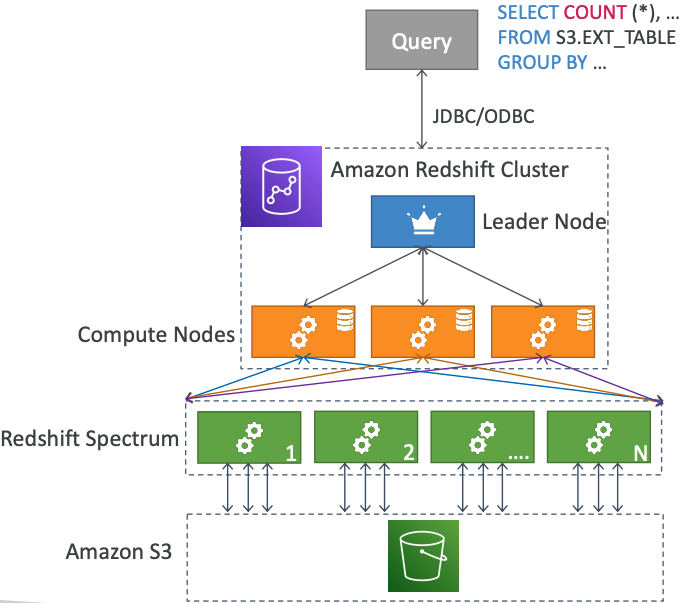 Query
SELECT COUNT (*), ...
FROM S3.EXT_TABLE
GROUP BY ...
JDBC/ODBC
Amazon Redshift Cluster
Leader Node
Compute Nodes
Redshift Spectrum
1
2
....
N
Amazon S3